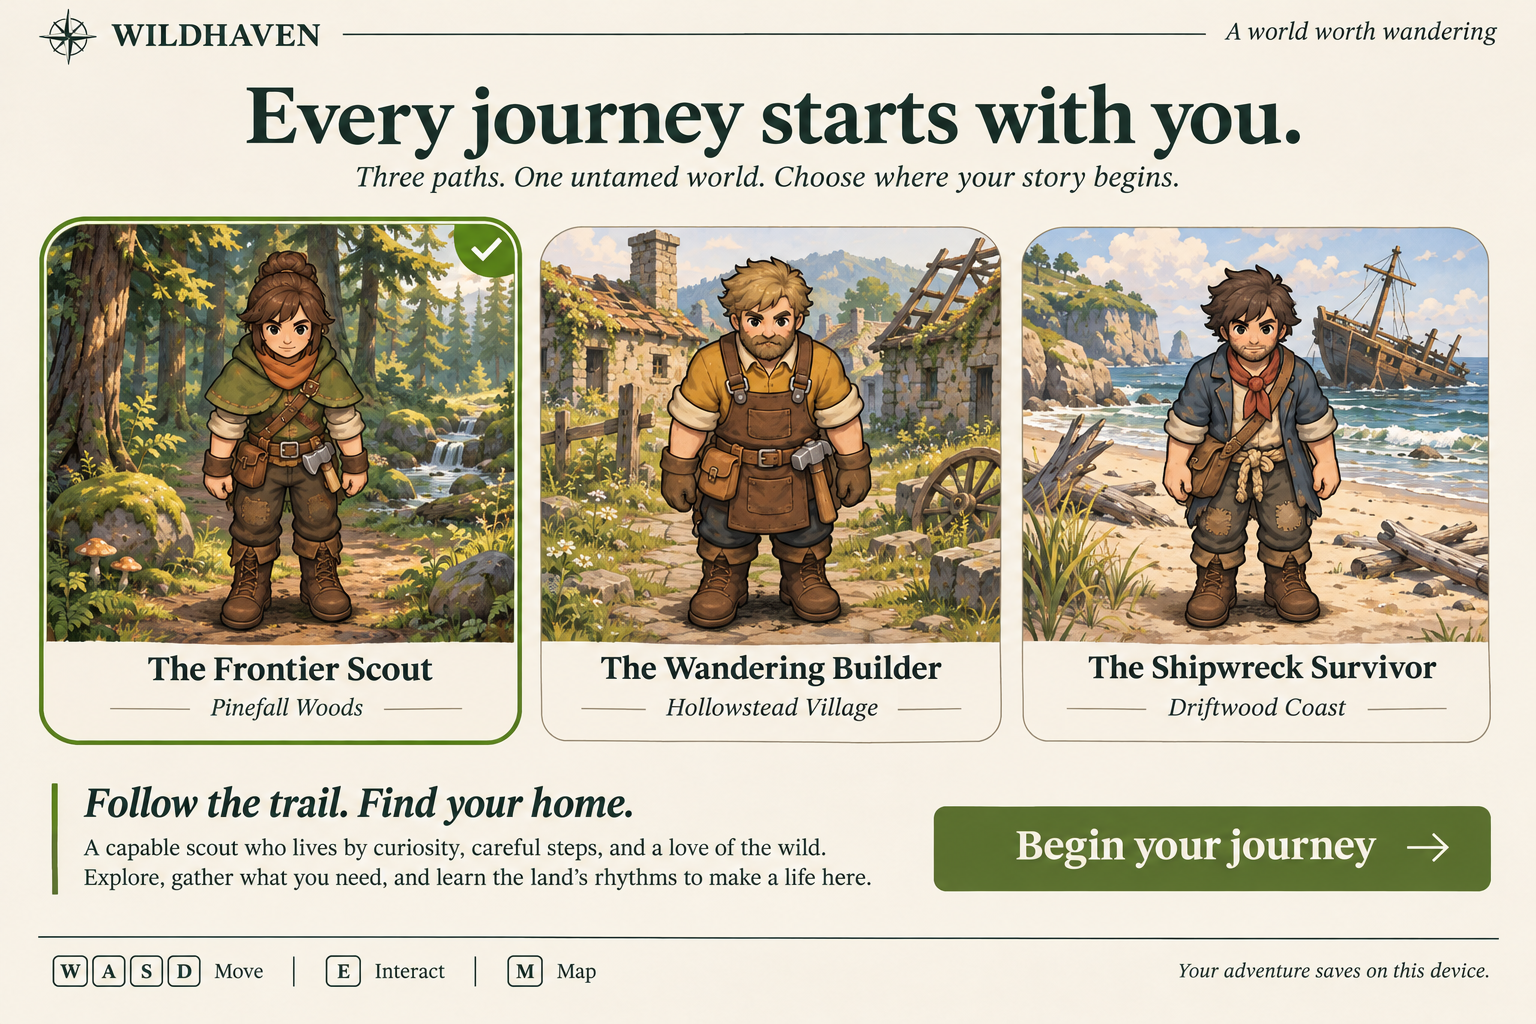 WILDHAVEN
A world worth wandering
Every journey starts with you.
Three paths. One untamed world. Choose where your story begins.
The Frontier Scout
Pinefall Woods
The Wandering Builder
Hollowstead Village
The Shipwreck Survivor
Driftwood Coast
Follow the trail. Find your home.
A capable scout who lives by curiosity, careful steps, and a love of the wild.
Explore, gather what you need, and learn the land’s rhythms to make a life here.
Begin your journey →
W A S D Move | E Interact | M Map
Your adventure saves on this device.